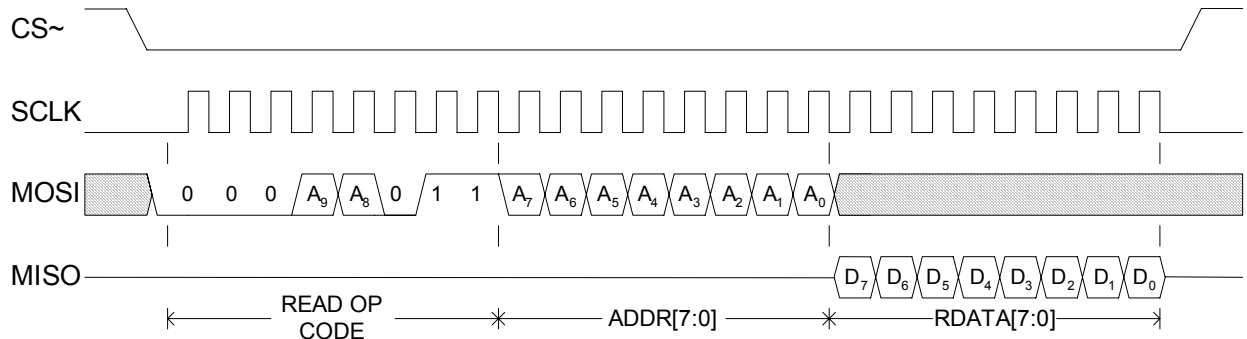 CS~
SCLK
MOSI 0 0 0 A₉ A₈ 0 1 1 A₇ A₆ A₅ A₄ A₃ A₂ A₁ A₀
MISO D₇ D₆ D₅ D₄ D₃ D₂ D₁ D₀
READ OP
CODE
ADDR[7:0]
RDATA[7:0]